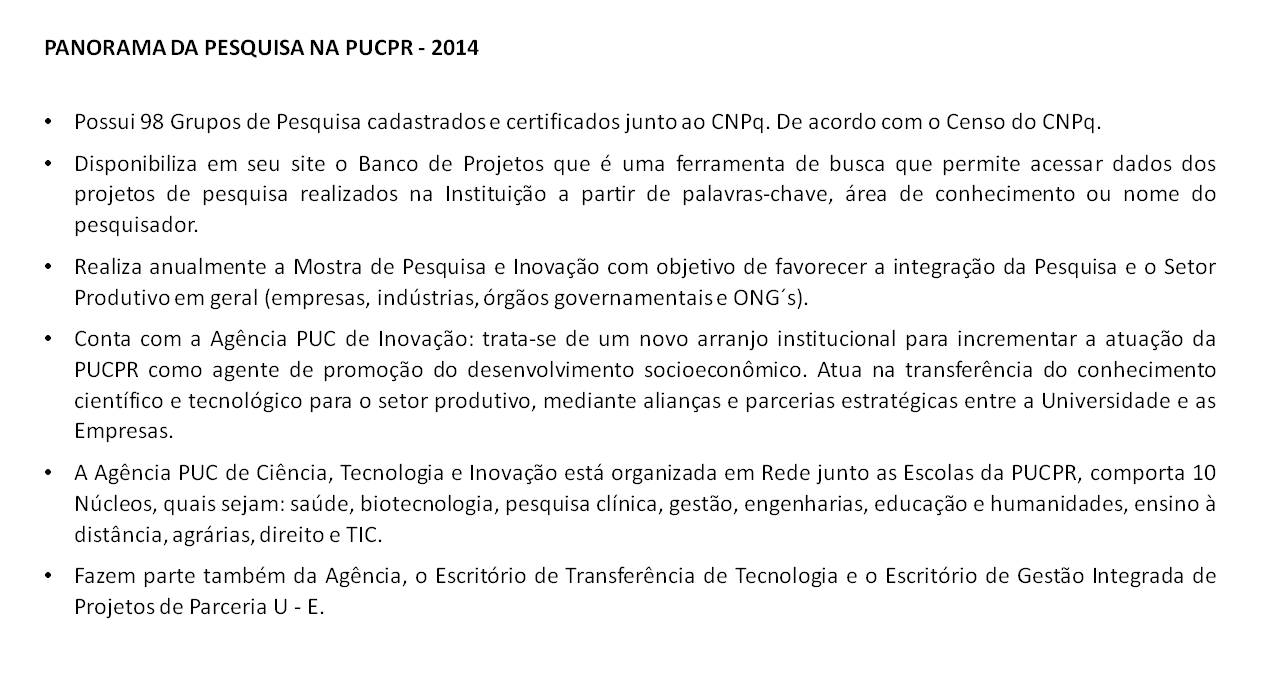 PANORAMA DA PESQUISA NA PUCPR - 2014
• Possui 98 Grupos de Pesquisa cadastrados e certificados junto ao CNPq. De acordo com o Censo do CNPq.
• Disponibiliza em seu site o Banco de Projetos que é uma ferramenta de busca que permite acessar dados dos
projetos de pesquisa realizados na Instituição a partir de palavras-chave, área de conhecimento ou nome do
pesquisador.
• Realiza anualmente a Mostra de Pesquisa e Inovação com objetivo de favorecer a integração da Pesquisa e o Setor
Produtivo em geral (empresas, indústrias, órgãos governamentais e ONG´s).
• Conta com a Agência PUC de Inovação: trata-se de um novo arranjo institucional para incrementar a atuação da
PUCPR como agente de promoção do desenvolvimento socioeconômico. Atua na transferência do conhecimento
científico e tecnológico para o setor produtivo, mediante alianças e parcerias estratégicas entre a Universidade e as
Empresas.
• A Agência PUC de Ciência, Tecnologia e Inovação está organizada em Rede junto as Escolas da PUCPR, comporta 10
Núcleos, quais sejam: saúde, biotecnologia, pesquisa clínica, gestão, engenharias, educação e humanidades, ensino à
distância, agrárias, direito e TIC.
• Fazem parte também da Agência, o Escritório de Transferência de Tecnologia e o Escritório de Gestão Integrada de
Projetos de Parceria U - E.